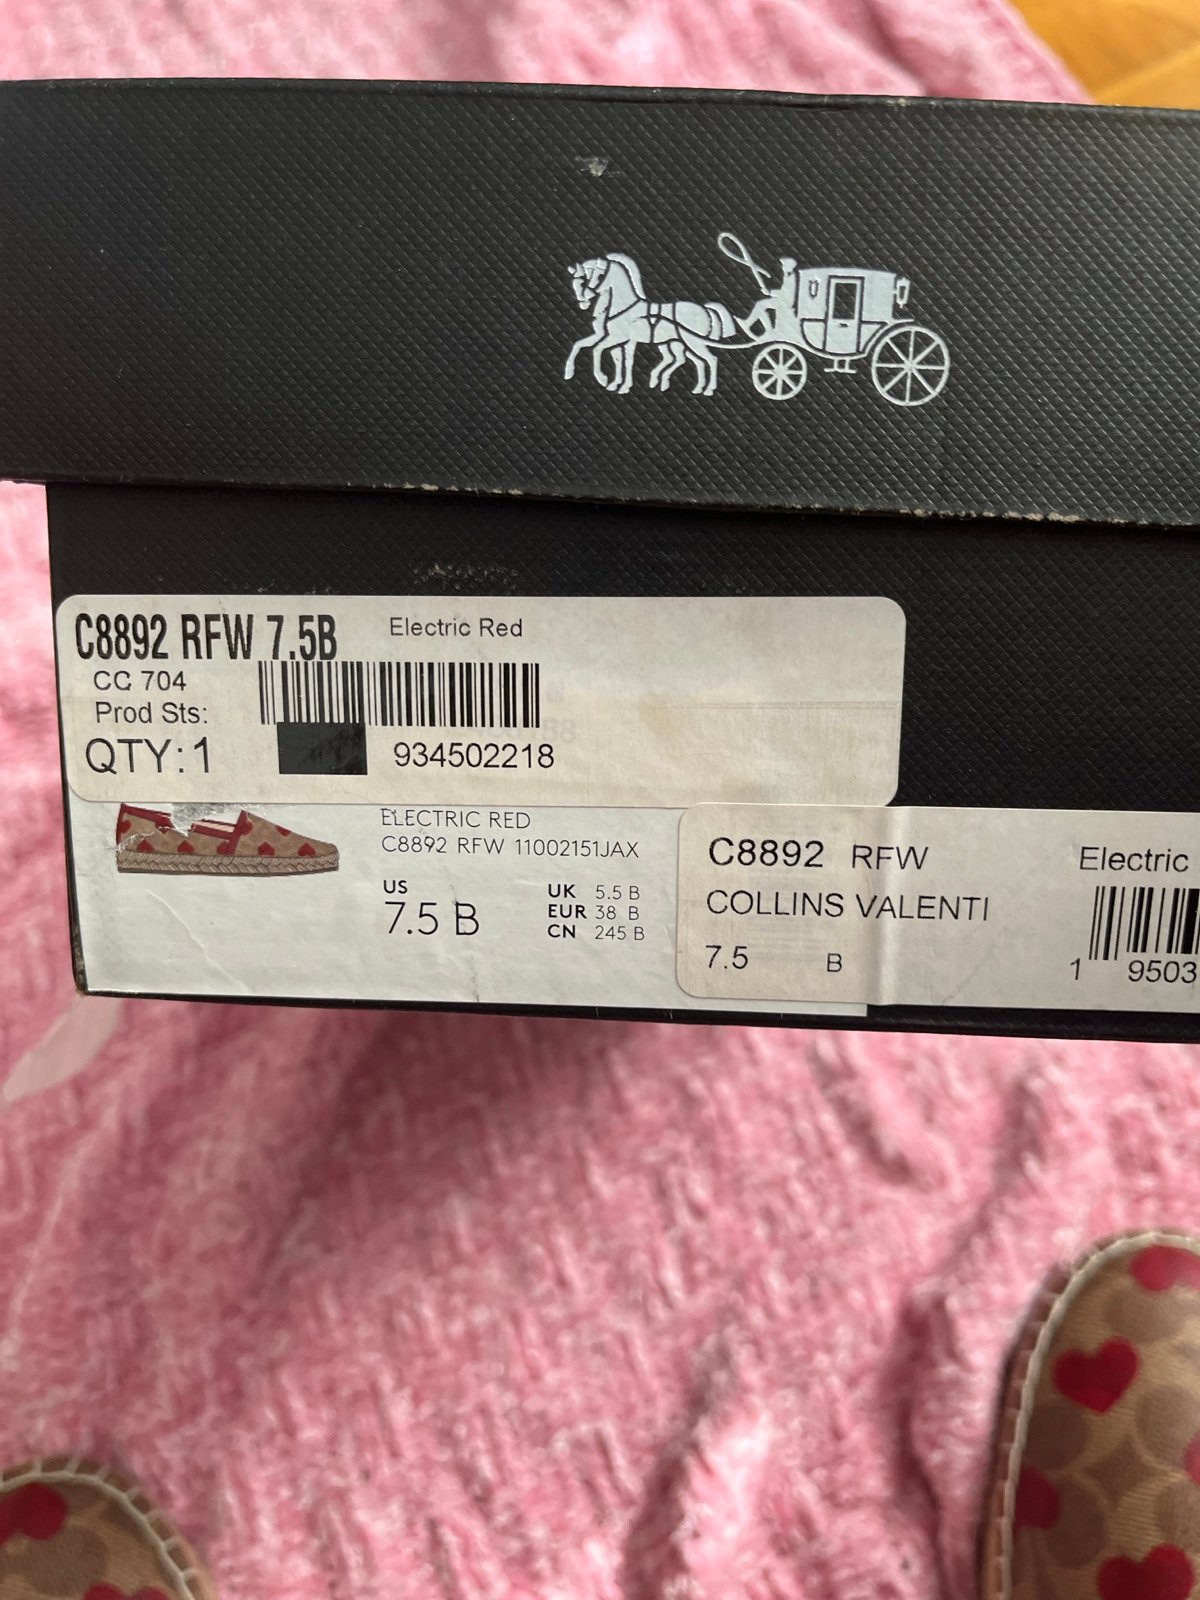 C8892 RFW 7.5B Electric Red
CC 704
Prod Sts:
QTY:1 934502218
ELECTRIC RED
C8892 RFW 11002151JAX
US
7.5 B
UK 5.5 B
EUR 38 B
CN 245 B
C8892 RFW Electric
COLLINS VALENTI
7.5 B
1 9503